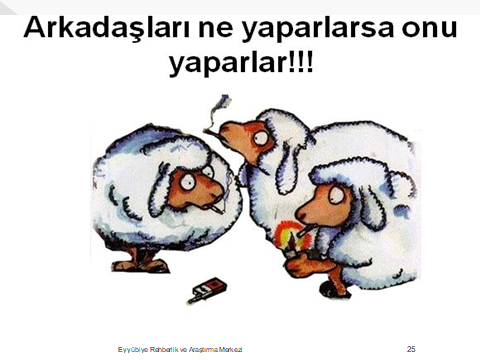 Arkadaşları ne yaparlarsa onu
yaparlar!!!
Eyyübiye Rehberlik ve Araştırma Merkezi
25